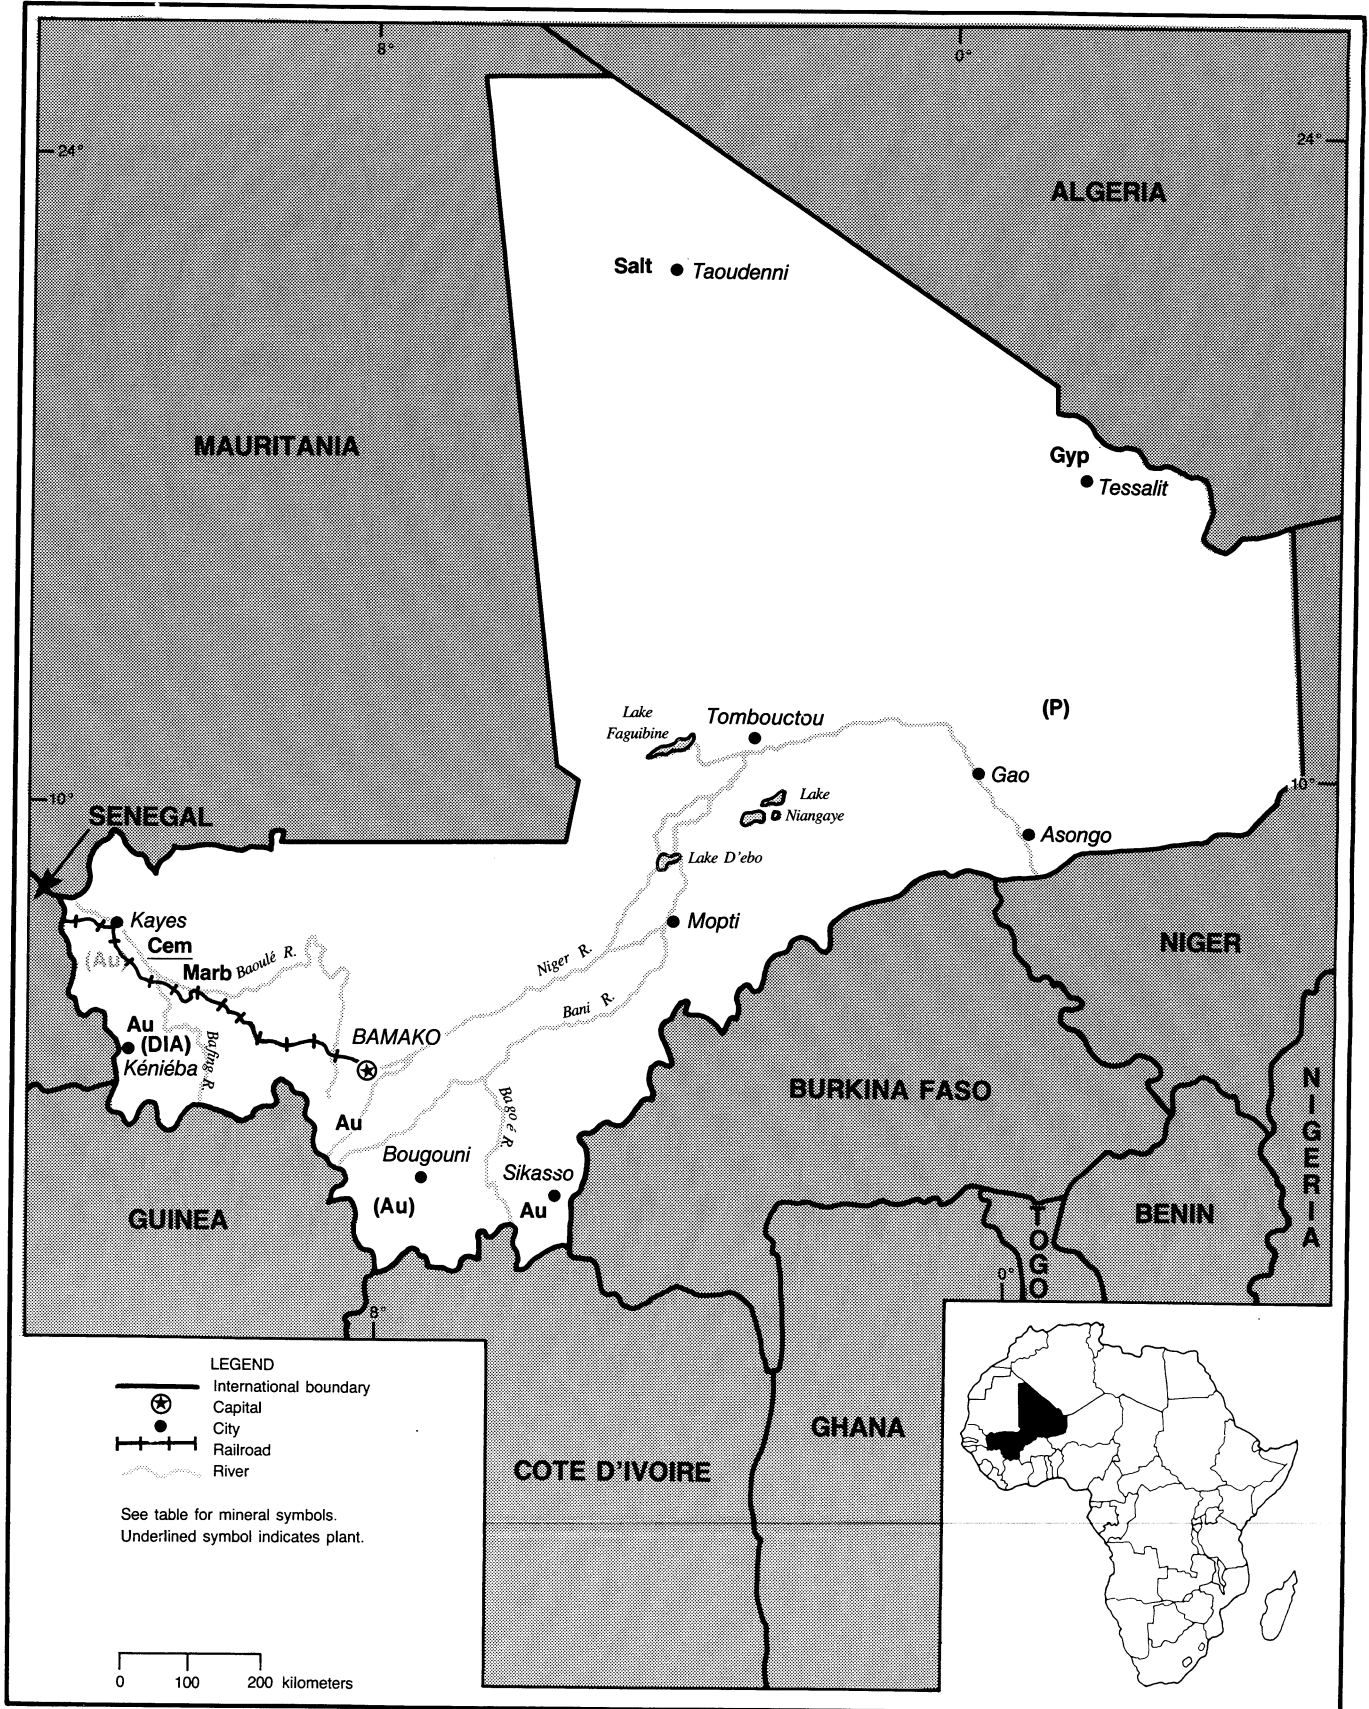 8°
0°
24°
24°
ALGERIA
Salt
Taoudenni
MAURITANIA
Gyp
Tessalit
(P)
Lake
Faguibine
Tombouctou
Gao
10°
10°
Lake
Niangaye
SENEGAL
Asongo
Lake D'ebo
Kayes
Mopti
Cem
(Au)
Marb
Baoulé R.
Niger R.
NIGER
Bani R.
Au
(DIA)
Kéniéba
Bafing R.
BAMAKO
BURKINA FASO
NIGERIA
Au
Bagoé R.
Bougouni
Sikasso
(Au)
Au
GUINEA
TOGO
BENIN
0°
8°
LEGEND
International boundary
Capital
City
Railroad
River
GHANA
COTE D'IVOIRE
See table for mineral symbols.
Underlined symbol indicates plant.
0 100 200 kilometers